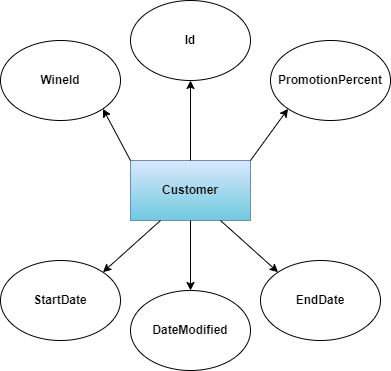 Id
WineId
PromotionPercent
Customer
StartDate
EndDate
DateModified